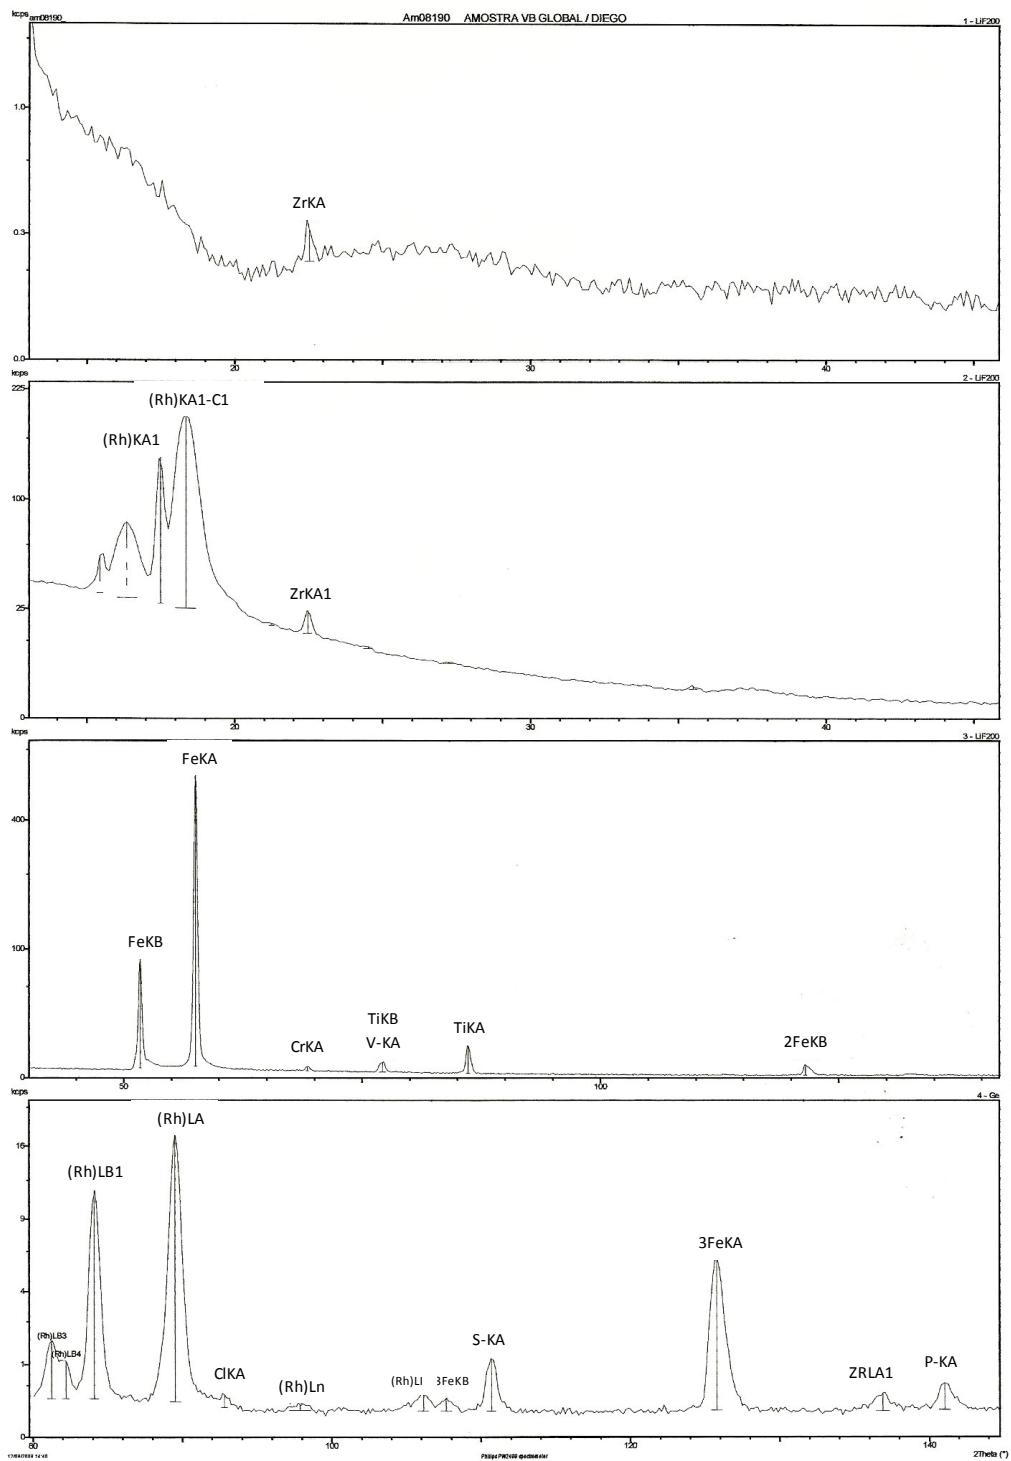 kcps am08190 Am08190 AMOSTRA VB GLOBAL / DIEGO 1 - LiF200
1.0
ZrKA
0.3
0.0
20 30 40
kcps 2 - LiF200
225
(Rh)KA1-C1
(Rh)KA1
100
ZrKA1
25
0
20 30 40
kcps 3 - LiF200
FeKA
400
FeKB
100
TiKB
V-KA
TiKA
CrKA
2FeKB
0
50 100
kcps 4 - Ge
(Rh)LA
16
(Rh)LB1
9
3FeKA
4
S-KA
(Rh)LB3
(Rh)LB4
1
ClKA
(Rh)Ln
(Rh)Ll
3FeKB
ZRLA1
P-KA
0
80 100 120 140
2Theta (°)
spectrometer